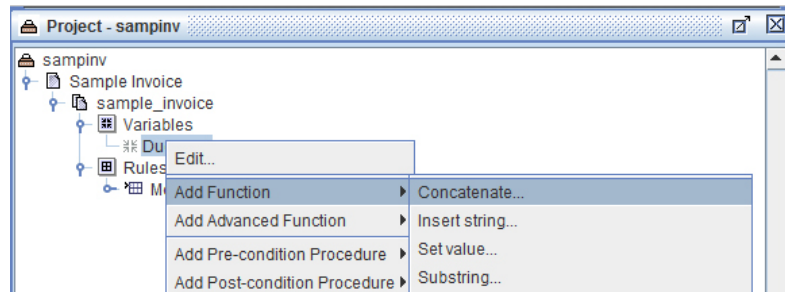 Project - sampinv
sampinv
Sample Invoice
sample_invoice
Variables
Du
Edit...
Rules
Add Function
Concatenate...
Add Advanced Function
Insert string...
Add Pre-condition Procedure
Set value...
Add Post-condition Procedure
Substring...